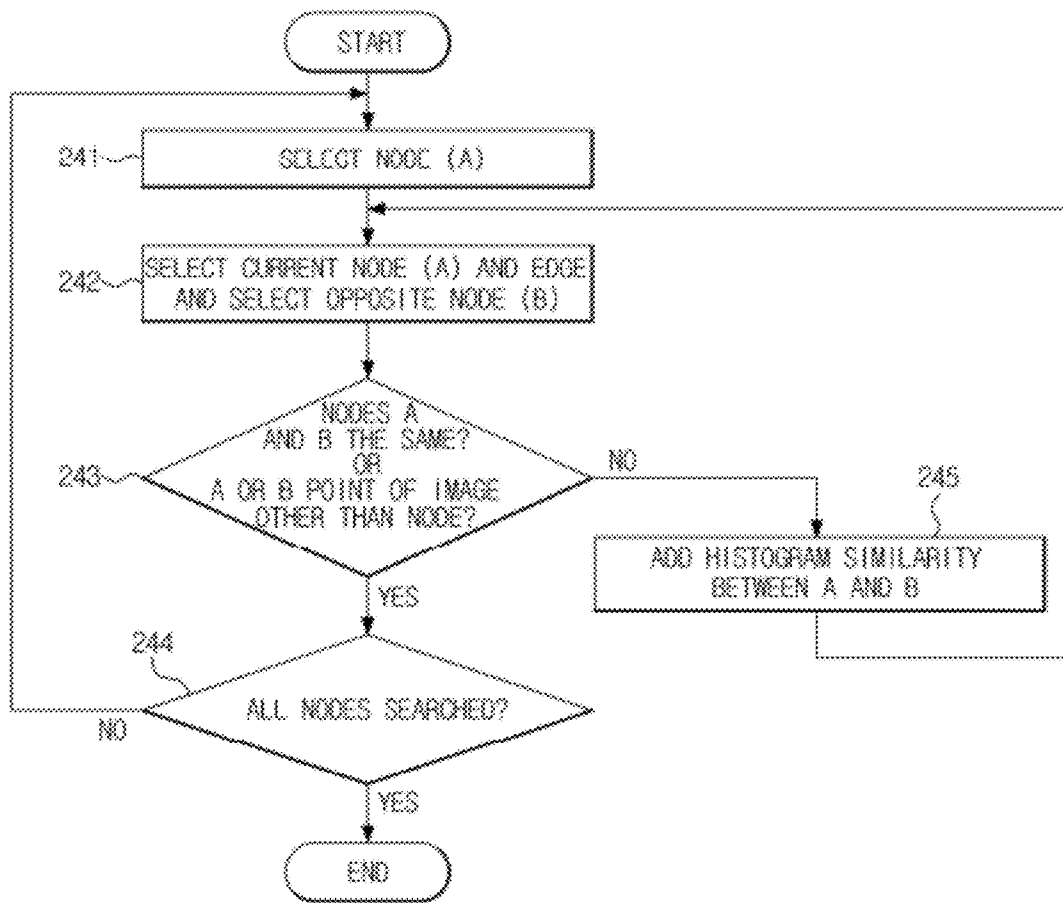 START
241
SELECT NODE (A)
242
SELECT CURRENT NODE (A) AND EDGE
AND SELECT OPPOSITE NODE (B)
243
NODES A
AND B THE SAME?
OR
A OR B POINT OF IMAGE
OTHER THAN NODE?
NO
245
ADD HISTOGRAM SIMILARITY
BETWEEN A AND B
YES
244
ALL NODES SEARCHED?
NO
YES
END